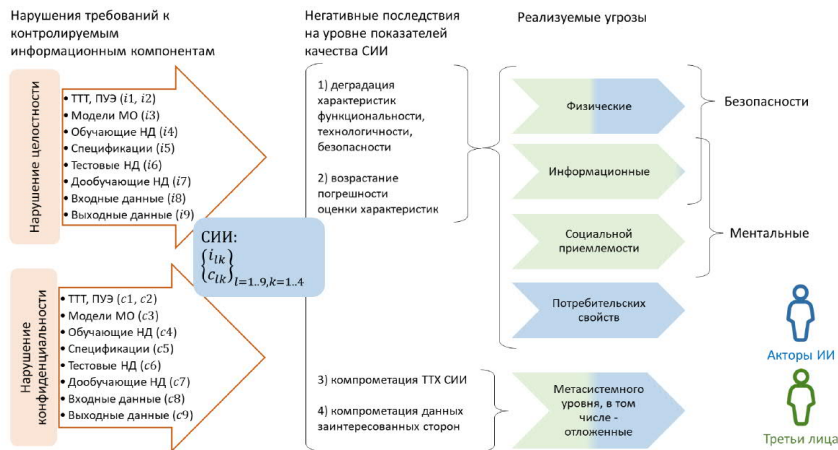 Нарушения требований к
контролируемым
информационным компонентам
Негативные последствия
на уровне показателей
качества СИИ
Реализуемые угрозы
Нарушение целостности
• ТТТ, ПУЭ (i1, i2)
• Модели МО (i3)
• Обучающие НД (i4)
• Спецификации (i5)
• Тестовые НД (i6)
• Дообучающие НД (i7)
• Входные данные (i8)
• Выходные данные (i9)
СИИ:
{i_{lk}
c_{lk}}_{l=1..9,k=1..4}
Нарушение
конфиденциальности
• ТТТ, ПУЭ (c1, c2)
• Модели МО (c3)
• Обучающие НД (c4)
• Спецификации (c5)
• Тестовые НД (c6)
• Дообучающие НД (c7)
• Входные данные (c8)
• Выходные данные (c9)
1) деградация
характеристик
функциональности,
технологичности,
безопасности
2) возрастание
погрешности
оценки характеристик
3) компрометация ТТХ СИИ
4) компрометация данных
заинтересованных сторон
Физические
Информационные
Социальной
приемлемости
Потребительских
свойств
Метасистемного
уровня, в том
числе -
отложенные
Безопасности
Ментальные
Акторы ИИ
Третьи лица